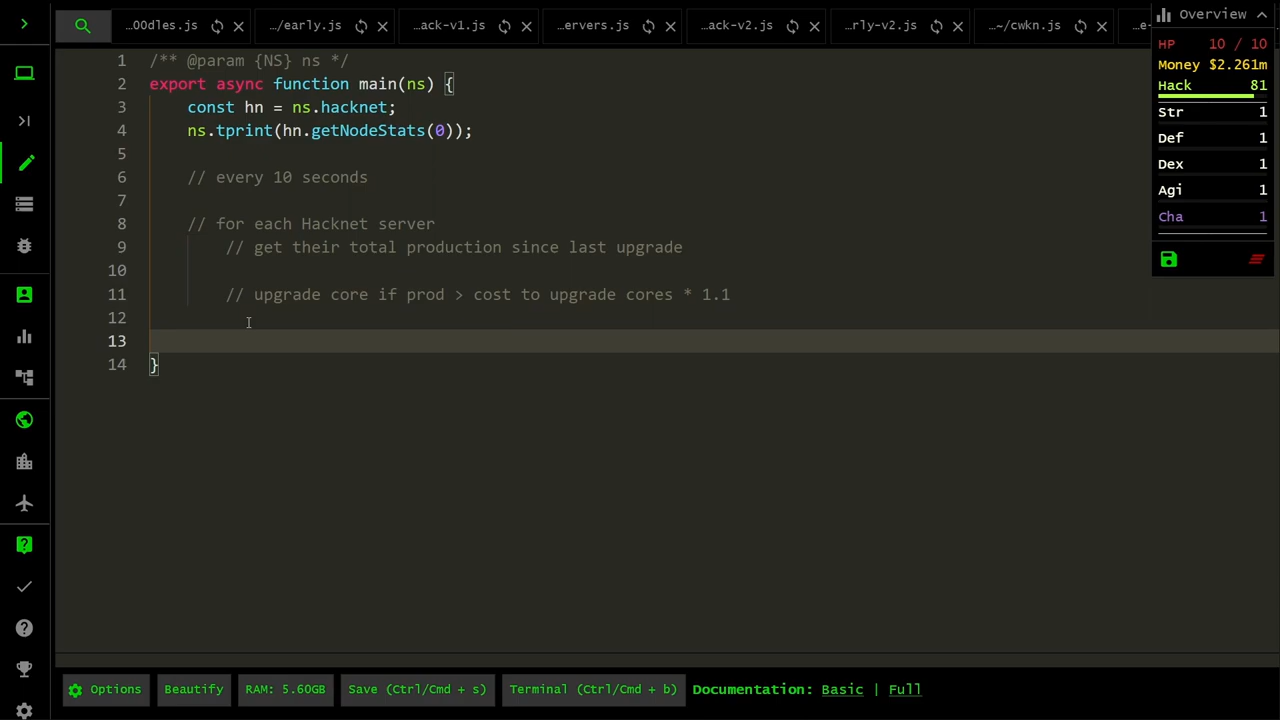 …OOdles.js …/early.js …ack-v1.js …ervers.js …ack-v2.js …rly-v2.js …~/cwkn.js …e-
Overview
HP 10 / 10
Money $2.261m
Hack 81
Str 1
Def 1
Dex 1
Agi 1
Cha 1
1 /** @param {NS} ns */
2 export async function main(ns) {
3 const hn = ns.hacknet;
4 ns.tprint(hn.getNodeStats(0));
5
6 // every 10 seconds
7
8 // for each Hacknet server
9 // get their total production since last upgrade
10
11 // upgrade core if prod > cost to upgrade cores * 1.1
12
13
14 }
Options Beautify RAM: 5.60GB Save (Ctrl/Cmd + s) Terminal (Ctrl/Cmd + b) Documentation: Basic | Full